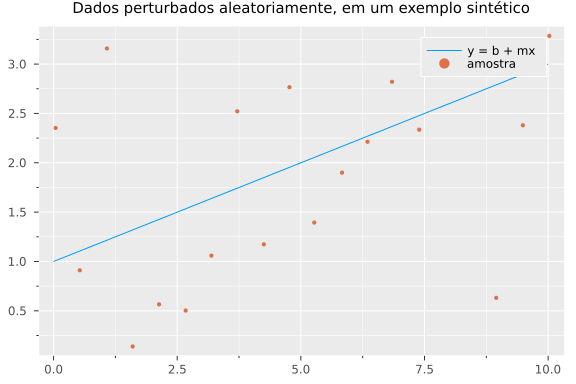 Dados perturbados aleatoriamente, em um exemplo sintético
y = b + mx
amostra
3.0
2.5
2.0
1.5
1.0
0.5
0.0 2.5 5.0 7.5 10.0